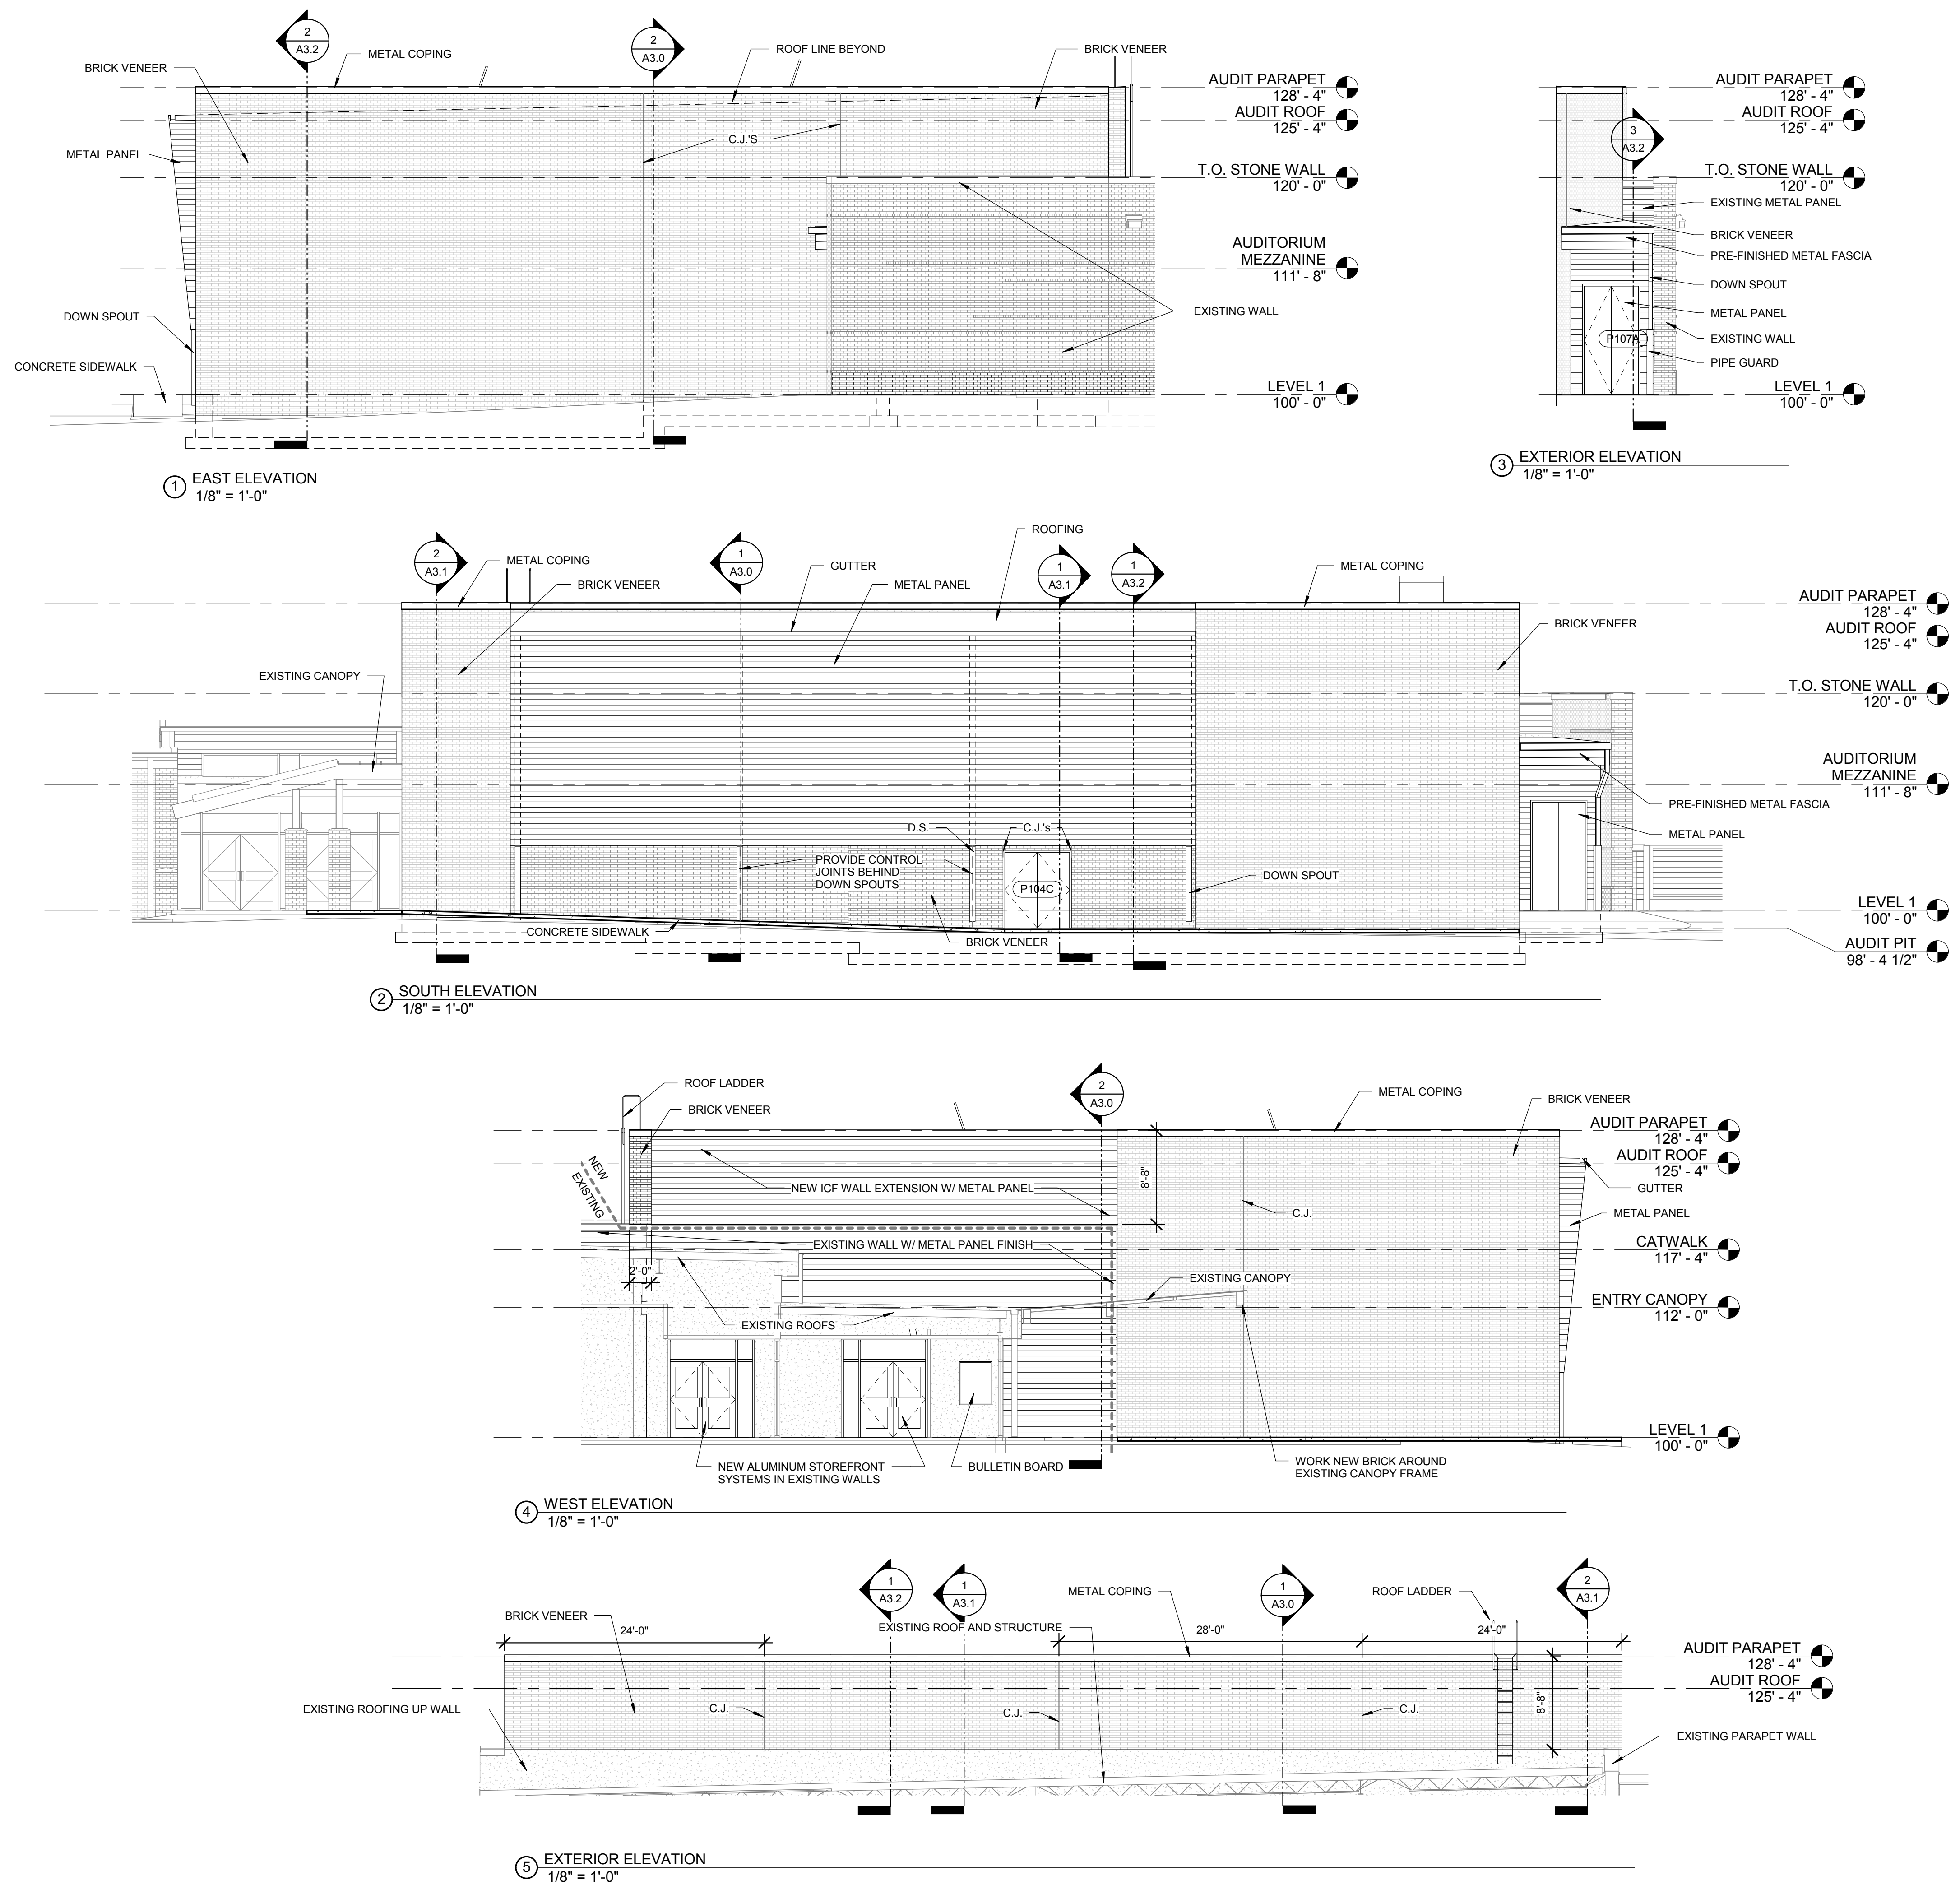 2
A3.2
METAL COPING
2
A3.0
ROOF LINE BEYOND
BRICK VENEER
BRICK VENEER
AUDIT PARAPET
128' - 4"
AUDIT ROOF
125' - 4"
C.J.'S
METAL PANEL
T.O. STONE WALL
120' - 0"
AUDITORIUM
MEZZANINE
111' - 8"
DOWN SPOUT
EXISTING WALL
CONCRETE SIDEWALK
LEVEL 1
100' - 0"
1
EAST ELEVATION
1/8" = 1'-0"
AUDIT PARAPET
128' - 4"
AUDIT ROOF
125' - 4"
3
A3.2
T.O. STONE WALL
120' - 0"
EXISTING METAL PANEL
BRICK VENEER
PRE-FINISHED METAL FASCIA
DOWN SPOUT
METAL PANEL
P107A
EXISTING WALL
PIPE GUARD
LEVEL 1
100' - 0"
3
EXTERIOR ELEVATION
1/8" = 1'-0"
ROOFING
2
A3.1
METAL COPING
BRICK VENEER
1
A3.0
GUTTER
METAL PANEL
1
A3.1
1
A3.2
METAL COPING
AUDIT PARAPET
128' - 4"
BRICK VENEER
AUDIT ROOF
125' - 4"
EXISTING CANOPY
T.O. STONE WALL
120' - 0"
AUDITORIUM
MEZZANINE
111' - 8"
PRE-FINISHED METAL FASCIA
METAL PANEL
D.S.
C.J.'s
PROVIDE CONTROL
JOINTS BEHIND
DOWN SPOUTS
P104C
DOWN SPOUT
LEVEL 1
100' - 0"
CONCRETE SIDEWALK
BRICK VENEER
AUDIT PIT
98' - 4 1/2"
2
SOUTH ELEVATION
1/8" = 1'-0"
ROOF LADDER
BRICK VENEER
2
A3.0
METAL COPING
BRICK VENEER
AUDIT PARAPET
128' - 4"
AUDIT ROOF
125' - 4"
NEW
EXISTING
8'-8"
NEW ICF WALL EXTENSION W/ METAL PANEL
GUTTER
C.J.
METAL PANEL
EXISTING WALL W/ METAL PANEL FINISH
CATWALK
117' - 4"
2'-0"
EXISTING CANOPY
EXISTING ROOFS
ENTRY CANOPY
112' - 0"
LEVEL 1
100' - 0"
NEW ALUMINUM STOREFRONT
SYSTEMS IN EXISTING WALLS
BULLETIN BOARD
WORK NEW BRICK AROUND
EXISTING CANOPY FRAME
4
WEST ELEVATION
1/8" = 1'-0"
1
A3.2
1
A3.1
METAL COPING
1
A3.0
ROOF LADDER
2
A3.1
BRICK VENEER
EXISTING ROOF AND STRUCTURE
24'-0"
28'-0"
24'-0"
AUDIT PARAPET
128' - 4"
AUDIT ROOF
125' - 4"
EXISTING ROOFING UP WALL
C.J.
C.J.
C.J.
8'-8"
EXISTING PARAPET WALL
5
EXTERIOR ELEVATION
1/8" = 1'-0"